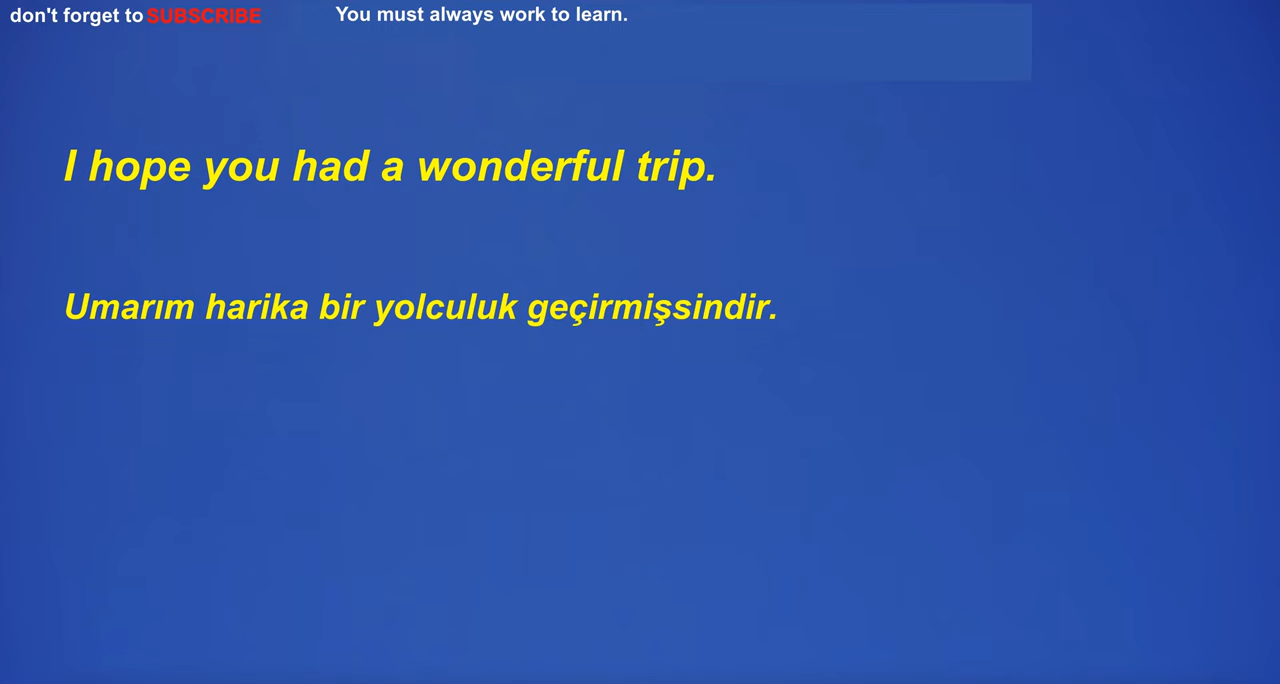 don't forget to SUBSCRIBE
You must always work to learn.
I hope you had a wonderful trip.
Umarım harika bir yolculuk geçirmişsindir.